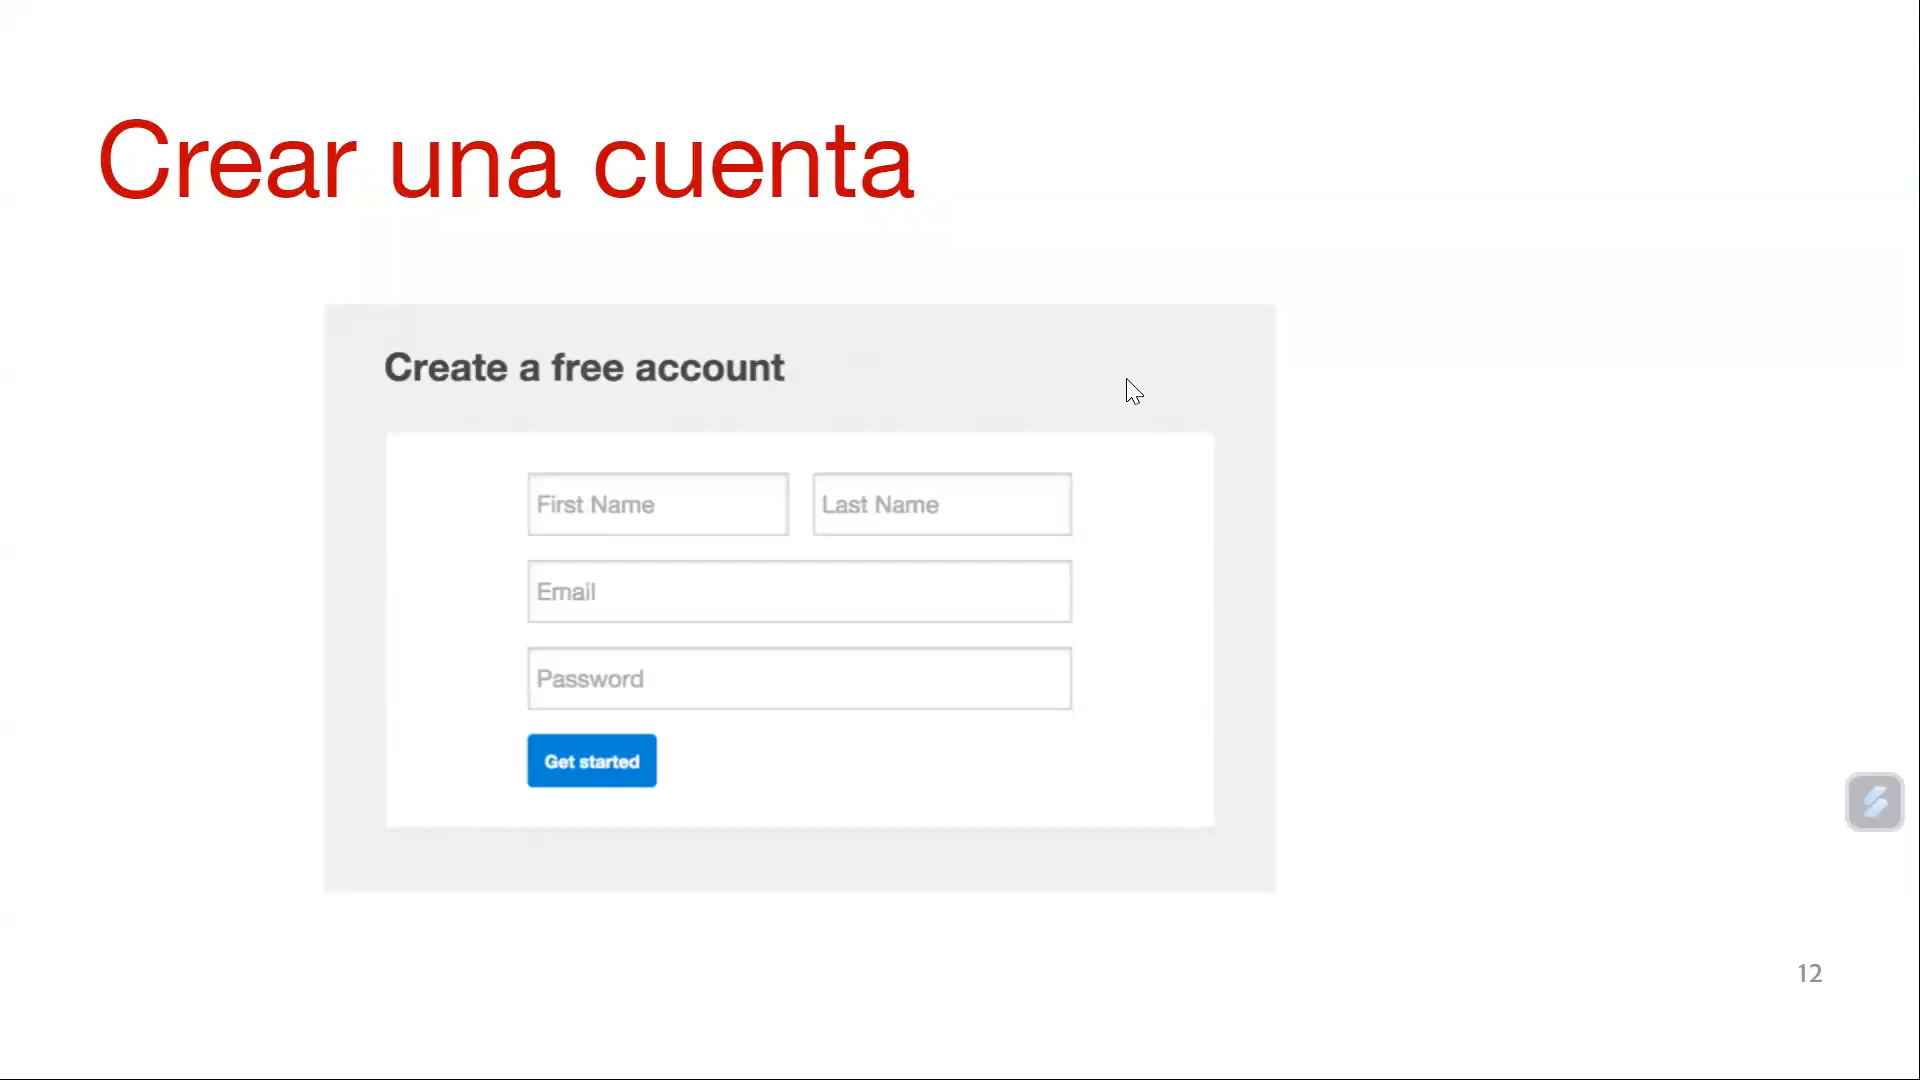 Crear una cuenta
Create a free account
First Name Last Name
Email
Password
Get started
12